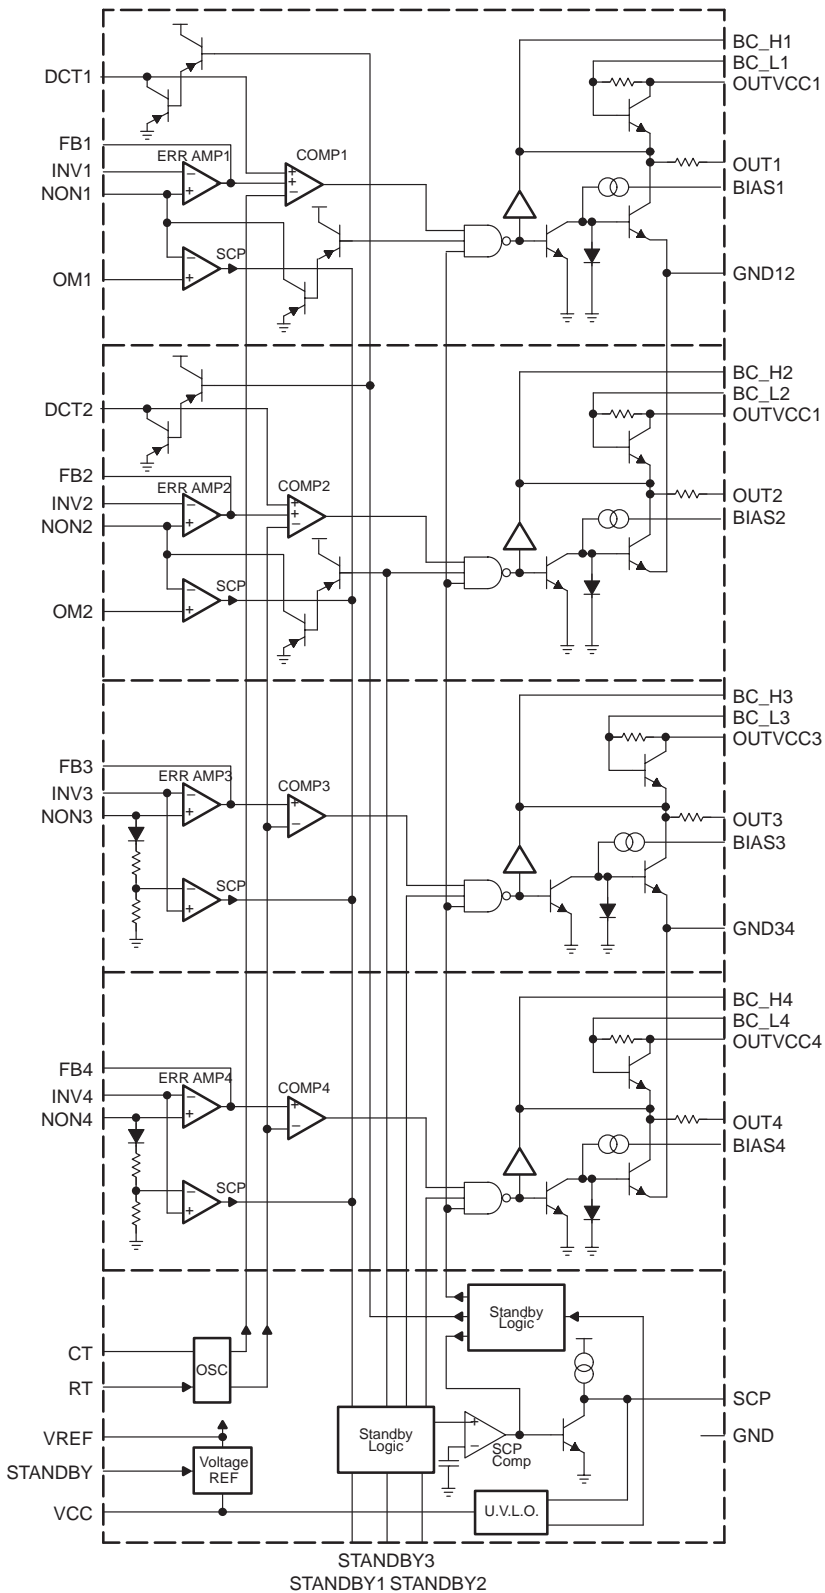 BC_H1
BC_L1
DCT1
OUTVCC1
FB1
ERR AMP1
COMP1
OUT1
INV1
BIAS1
NON1
SCP
OM1
GND12
BC_H2
BC_L2
DCT2
OUTVCC1
FB2
ERR AMP2
COMP2
OUT2
INV2
BIAS2
NON2
SCP
OM2
BC_H3
BC_L3
OUTVCC3
FB3
ERR AMP3
COMP3
INV3
NON3
OUT3
BIAS3
SCP
GND34
BC_H4
BC_L4
OUTVCC4
FB4
ERR AMP4
COMP4
INV4
NON4
OUT4
BIAS4
SCP
Standby
Logic
CT
OSC
RT
SCP
VREF
Standby
Logic
SCP
Comp
GND
STANDBY
Voltage
REF
VCC
U.V.L.O.
STANDBY3
STANDBY1 STANDBY2